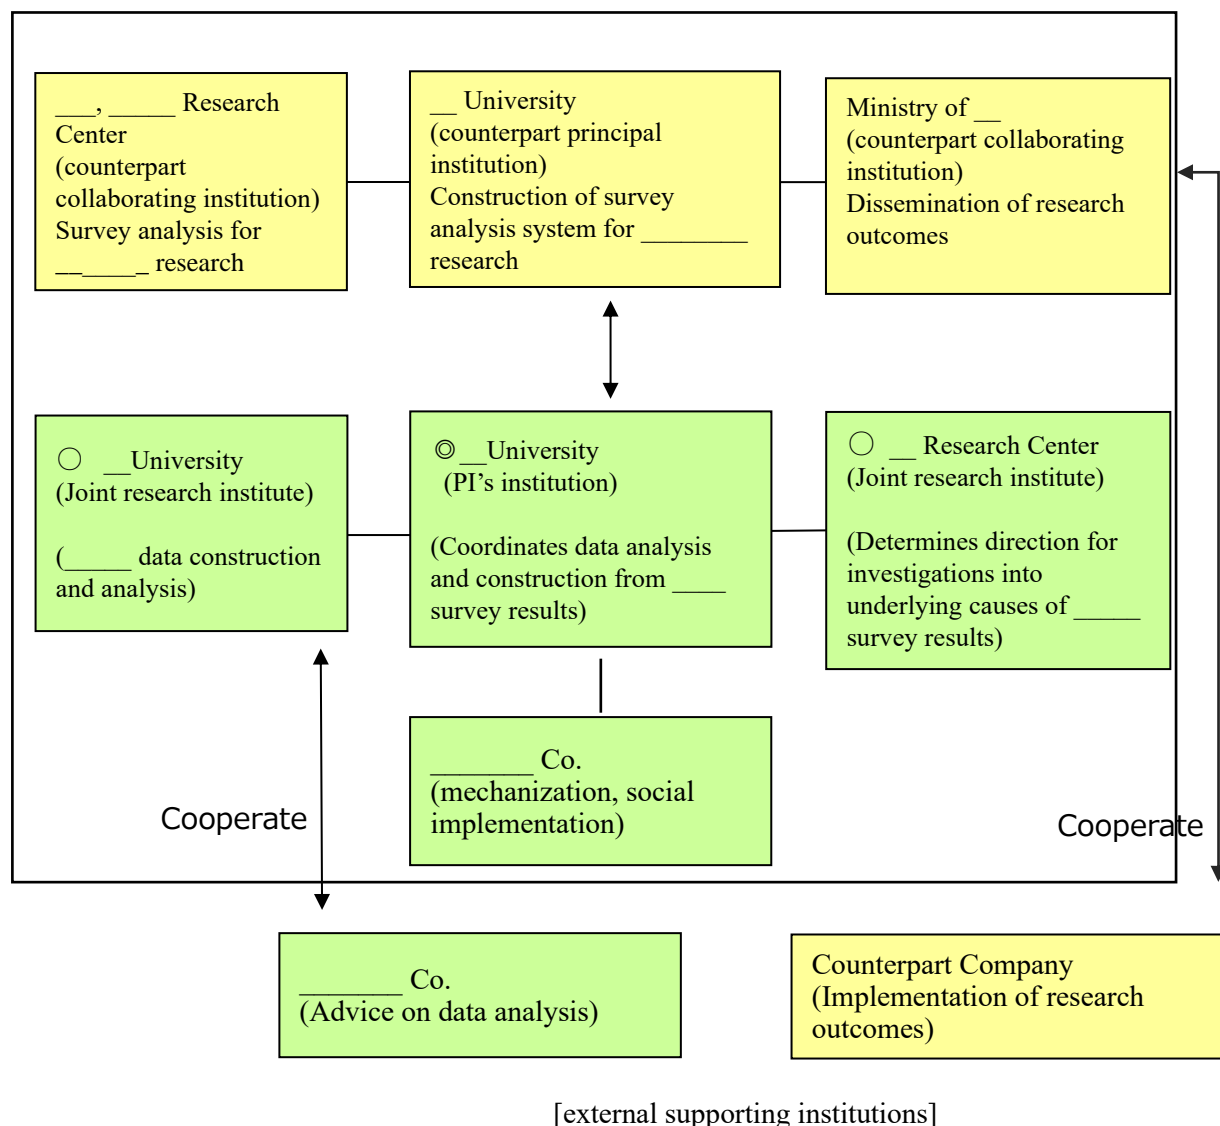 ___, _____ Research
Center
(counterpart
collaborating institution)
Survey analysis for
_______ research
__ University
(counterpart principal
institution)
Construction of survey
analysis system for ________
research
Ministry of __
(counterpart collaborating
institution)
Dissemination of research
outcomes
○ __University
(Joint research institute)
(_____ data construction
and analysis)
◎__University
(PI’s institution)
(Coordinates data analysis
and construction from ____
survey results)
○ __ Research Center
(Joint research institute)
(Determines direction for
investigations into
underlying causes of _____
survey results)
_______ Co.
(mechanization, social
implementation)
Cooperate
Cooperate
_______ Co.
(Advice on data analysis)
Counterpart Company
(Implementation of research
outcomes)
[external supporting institutions]